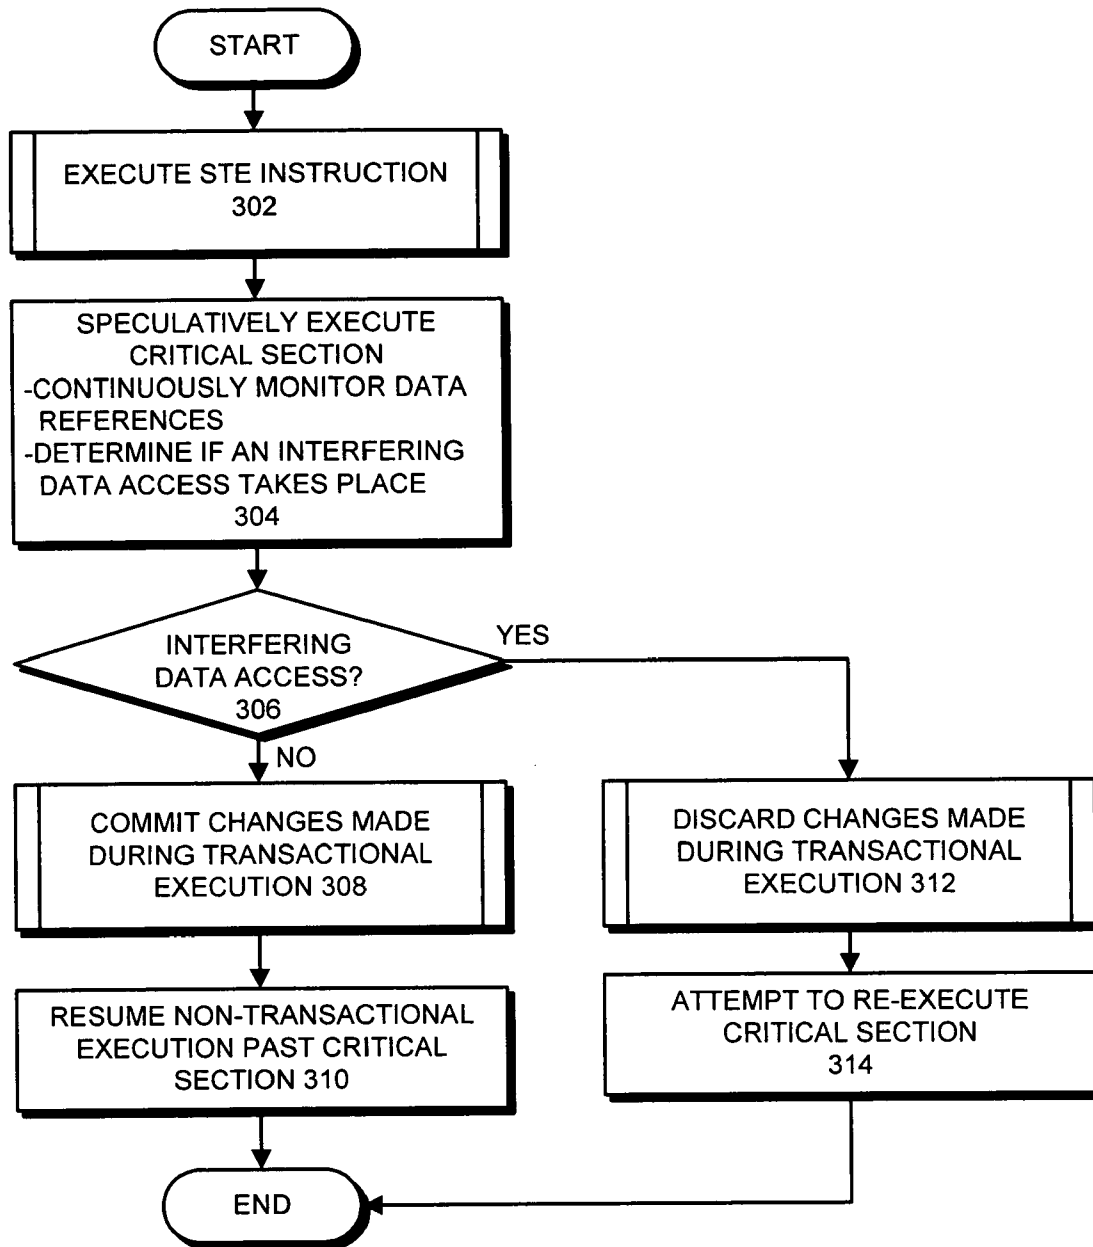 START
EXECUTE STE INSTRUCTION
302
SPECULATIVELY EXECUTE
CRITICAL SECTION
-CONTINUOUSLY MONITOR DATA
REFERENCES
-DETERMINE IF AN INTERFERING
DATA ACCESS TAKES PLACE
304
INTERFERING
DATA ACCESS?
306
YES
NO
COMMIT CHANGES MADE
DURING TRANSACTIONAL
EXECUTION 308
DISCARD CHANGES MADE
DURING TRANSACTIONAL
EXECUTION 312
RESUME NON-TRANSACTIONAL
EXECUTION PAST CRITICAL
SECTION 310
ATTEMPT TO RE-EXECUTE
CRITICAL SECTION
314
END